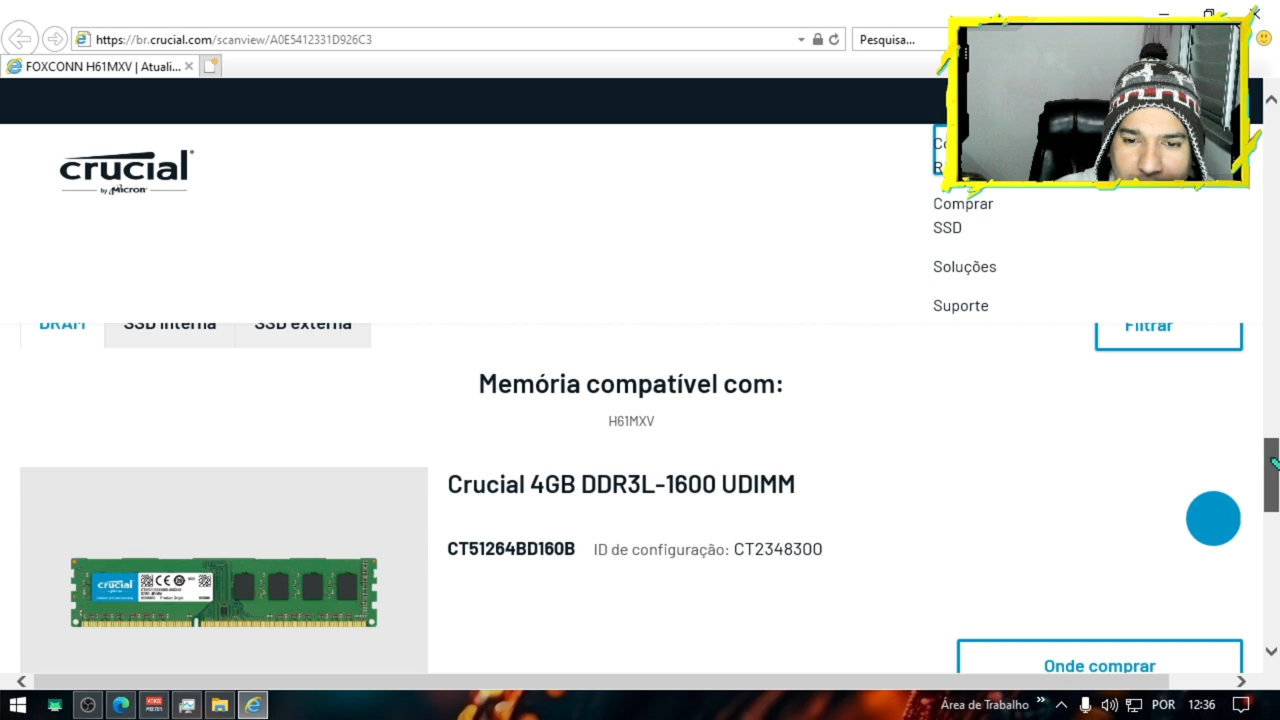 https://br.crucial.com/scanview/A0E5412331D926C3
Pesquisa...
FOXCONN H61MXV | Atuali...
crucial
by Micron
Comprar
SSD
Soluções
Suporte
DRAM
SSD interna
SSD externa
Filtrar
Memória compatível com:
H61MXV
Crucial 4GB DDR3L-1600 UDIMM
CT51264BD160B
ID de configuração: CT2348300
crucial
Onde comprar
Área de Trabalho
POR
12:36